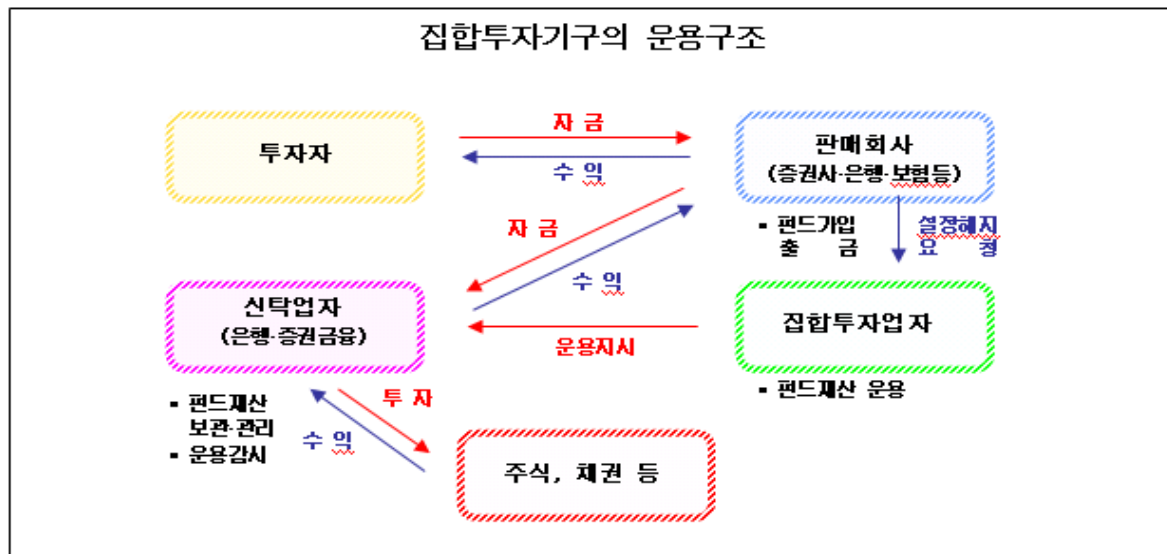 집합투자기구의 운용구조
투자자
자 금
수 익
판매회사
(증권사·은행·보험등)
▪ 펀드가입
출 금
설정해지
요 청
자 금
수 익
신탁업자
(은행·증권금융)
운용지시
집합투자업자
▪ 펀드재산 운용
▪ 펀드재산
보관·관리
▪ 운용감시
투 자
수 익
주식, 채권 등